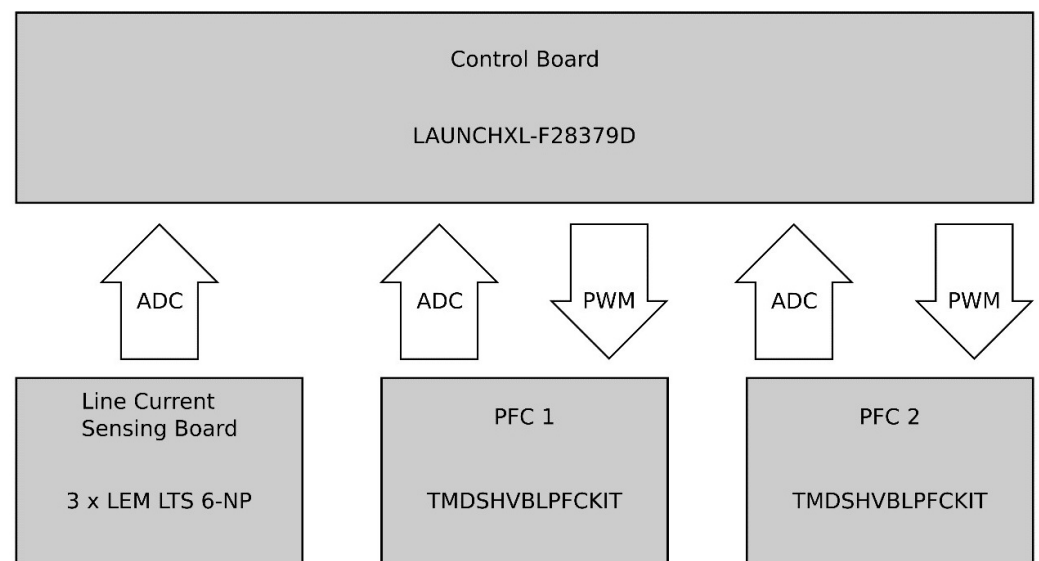 Control Board
LAUNCHXL-F28379D
ADC
ADC
PWM
ADC
PWM
Line Current
Sensing Board
3 x LEM LTS 6-NP
PFC 1
TMDSHVBLPFCKIT
PFC 2
TMDSHVBLPFCKIT